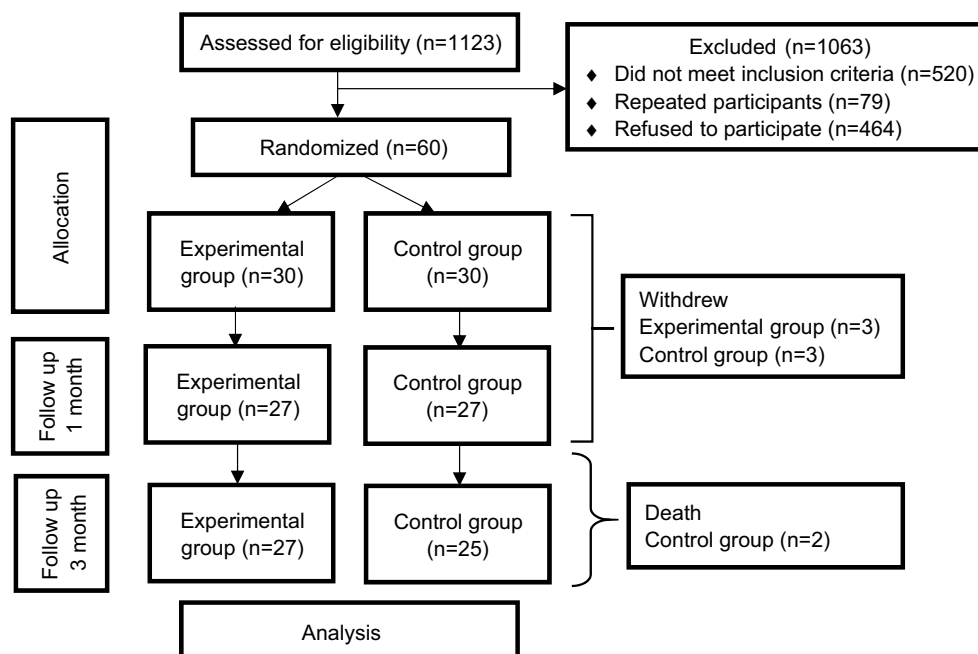 Assessed for eligibility (n=1123)
Excluded (n=1063)
♦ Did not meet inclusion criteria (n=520)
♦ Repeated participants (n=79)
♦ Refused to participate (n=464)
Randomized (n=60)
Allocation
Experimental
group (n=30)
Control group
(n=30)
Withdrew
Experimental group (n=3)
Control group (n=3)
Follow up
1 month
Experimental
group (n=27)
Control group
(n=27)
Follow up
3 month
Experimental
group (n=27)
Control group
(n=25)
Death
Control group (n=2)
Analysis